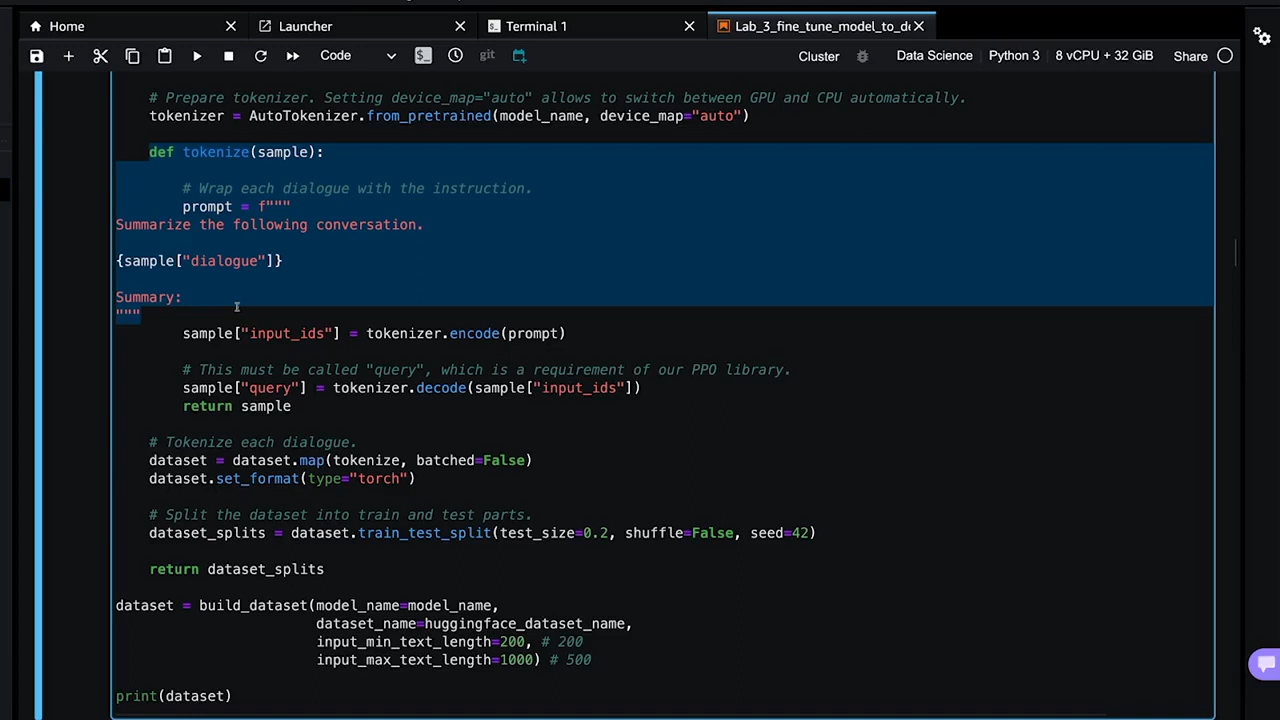 Home
Launcher
Terminal 1
Lab_3_fine_tune_model_to_d
Code
git
Cluster
Data Science
Python 3
8 vCPU + 32 GiB
Share
# Prepare tokenizer. Setting device_map="auto" allows to switch between GPU and CPU automatically.
tokenizer = AutoTokenizer.from_pretrained(model_name, device_map="auto")
def tokenize(sample):
# Wrap each dialogue with the instruction.
prompt = f"""
Summarize the following conversation.
{sample["dialogue"]}
Summary:
"""
sample["input_ids"] = tokenizer.encode(prompt)
# This must be called "query", which is a requirement of our PPO library.
sample["query"] = tokenizer.decode(sample["input_ids"])
return sample
# Tokenize each dialogue.
dataset = dataset.map(tokenize, batched=False)
dataset.set_format(type="torch")
# Split the dataset into train and test parts.
dataset_splits = dataset.train_test_split(test_size=0.2, shuffle=False, seed=42)
return dataset_splits
dataset = build_dataset(model_name=model_name,
dataset_name=huggingface_dataset_name,
input_min_text_length=200, # 200
input_max_text_length=1000) # 500
print(dataset)